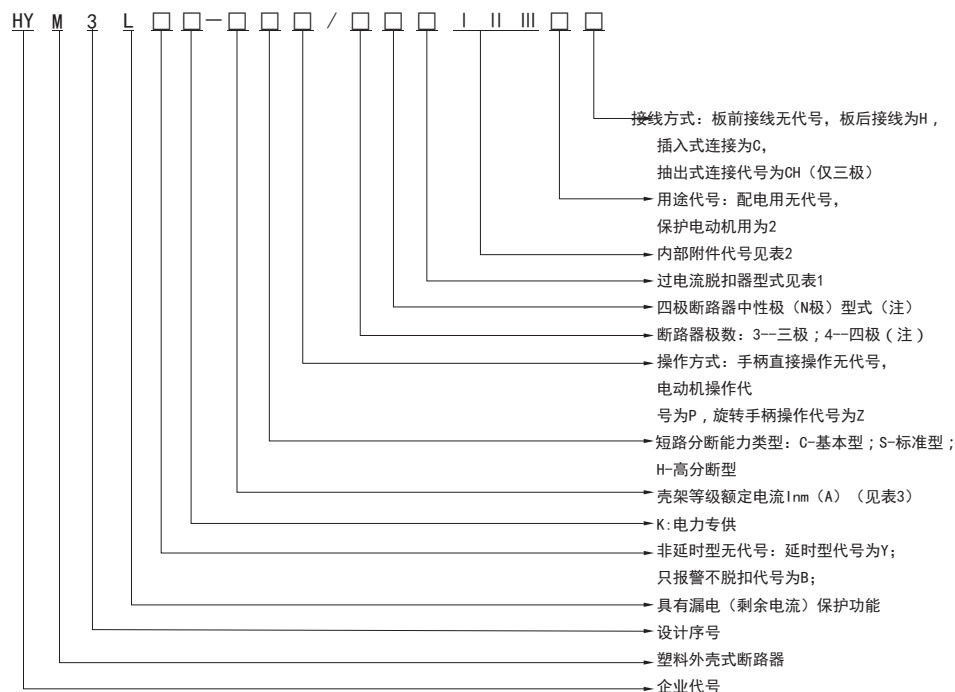 HY M 3 L □ □-□ □ □ / □ □ □ I II III □ □
接线方式：板前接线无代号，板后接线为H，
插入式连接为C，
抽出式连接代号为CH（仅三极）
用途代号：配电用无代号，
保护电动机用为2
内部附件代号见表2
过电流脱扣器型式见表1
四极断路器中性极（N极）型式（注）
断路器极数：3--三极；4--四极（注）
操作方式：手柄直接操作无代号，
电动机操作代
号为P，旋转手柄操作代号为Z
短路分断能力类型：C-基本型；S-标准型；
H-高分断型
壳架等级额定电流Inm（A）（见表3）
K:电力专供
非延时型无代号：延时型代号为Y；
只报警不脱扣代号为B；
具有漏电（剩余电流）保护功能
设计序号
塑料外壳式断路器
企业代号